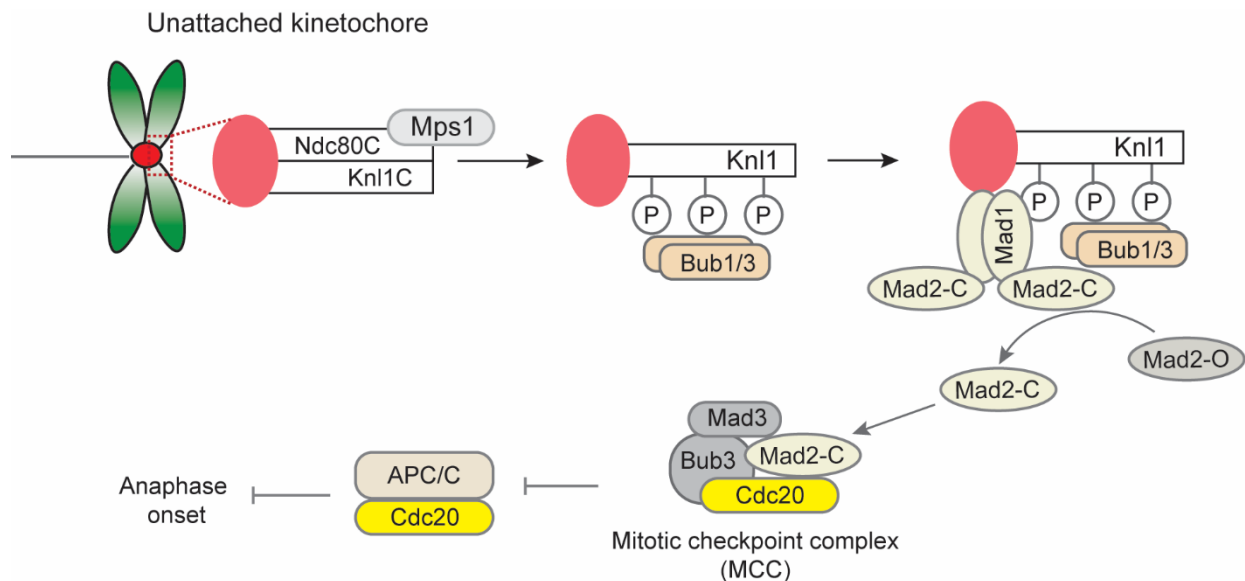 Unattached kinetochore
Mps1
Ndc80C
Knl1C
Knl1
P
P
P
Bub1/3
Knl1
P
P
P
Mad1
Bub1/3
Mad2-C
Mad2-C
Mad2-O
Mad2-C
Mad3
Bub3
Mad2-C
Cdc20
APC/C
Cdc20
Anaphase
onset
Mitotic checkpoint complex
(MCC)